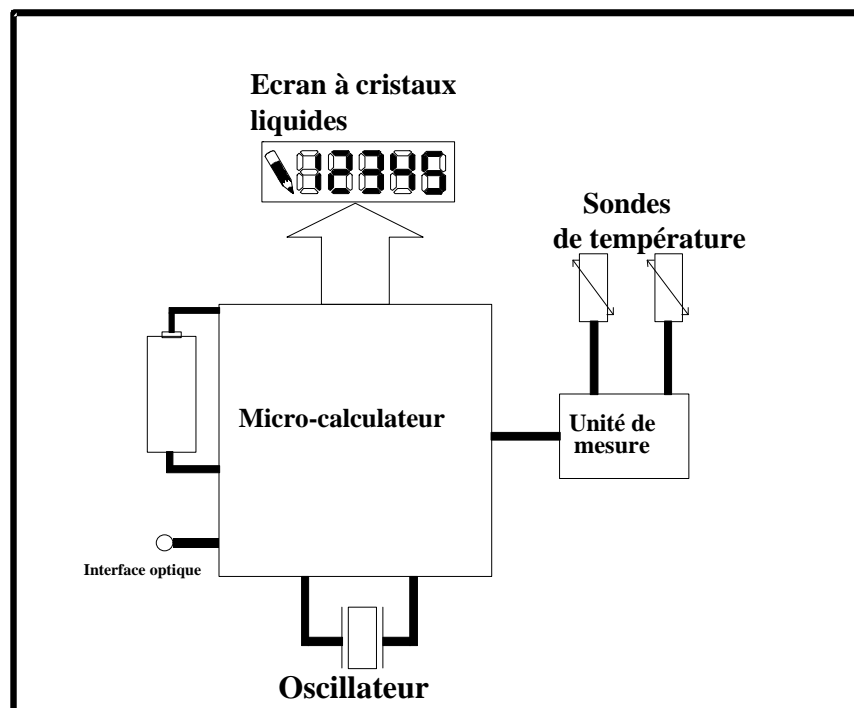 Ecran à cristaux
liquides
12345
Sondes
de température
Micro-calculateur
Unité de
mesure
Interface optique
Oscillateur